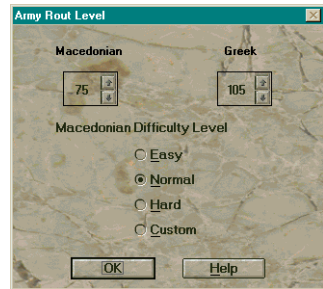 Army Rout Level
Macedonian Greek
75 105
Macedonian Difficulty Level
Easy
Normal
Hard
Custom
OK Help